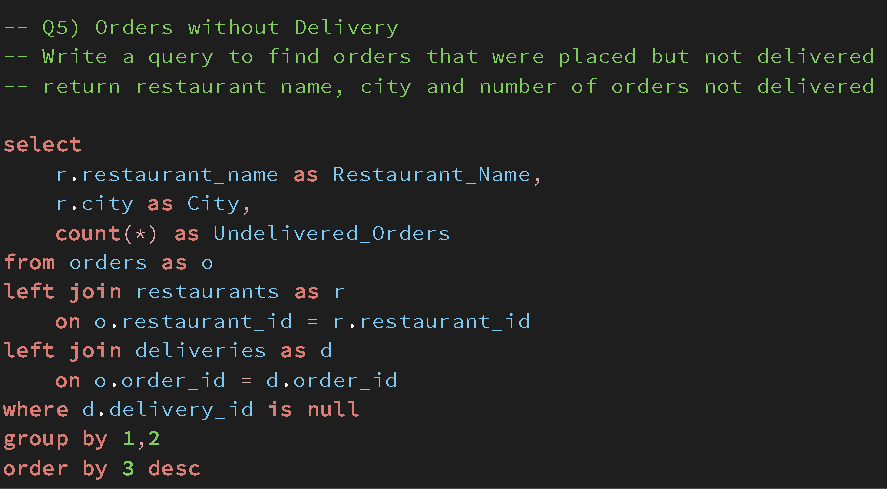 -- Q5) Orders without Delivery
-- Write a query to find orders that were placed but not delivered
-- return restaurant name, city and number of orders not delivered
select
    r.restaurant_name as Restaurant_Name,
    r.city as City,
    count(*) as Undelivered_Orders
from orders as o
left join restaurants as r
    on o.restaurant_id = r.restaurant_id
left join deliveries as d
    on o.order_id = d.order_id
where d.delivery_id is null
group by 1,2
order by 3 desc